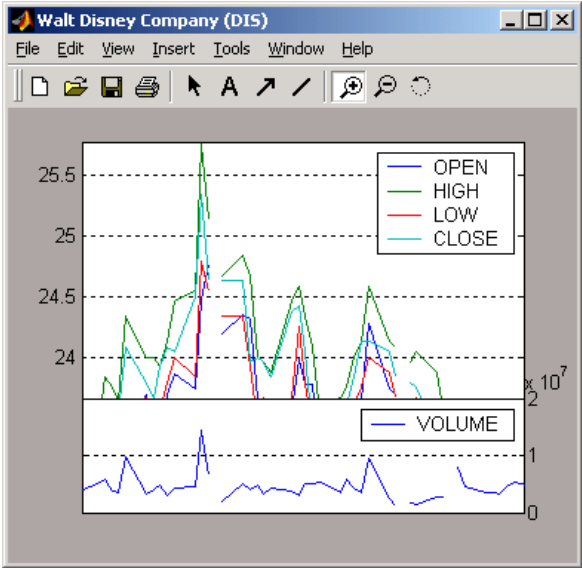 Walt Disney Company (DIS)
File Edit View Insert Tools Window Help
A
25.5
25
24.5
24
OPEN
HIGH
LOW
CLOSE
x 10^7
2
VOLUME
1
0